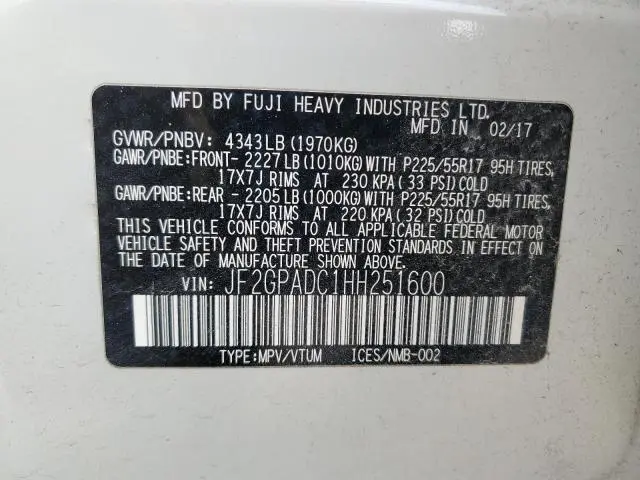 MFD BY FUJI HEAVY INDUSTRIES LTD.
MFD IN 02/17
GVWR/PNBV: 4343LB (1970KG)
GAWR/PNBE:FRONT- 2227LB (1010KG) WITH P225/55R17 95H TIRES,
17X7J RIMS AT 230 KPA ( 33 PSI) COLD
GAWR/PNBE:REAR - 2205LB (1000KG) WITH P225/55R17 95H TIRES,
17X7J RIMS AT 220 KPA ( 32 PSI) COLD
THIS VEHICLE CONFORMS TO ALL APPLICABLE FEDERAL MOTOR
VEHICLE SAFETY AND THEFT PREVENTION STANDARDS IN EFFECT ON
THE DATE OF MANUFACTURE SHOWN ABOVE.
VIN: JF2GPADC1HH251600
TYPE:MPV/VTUM ICES/NMB-002